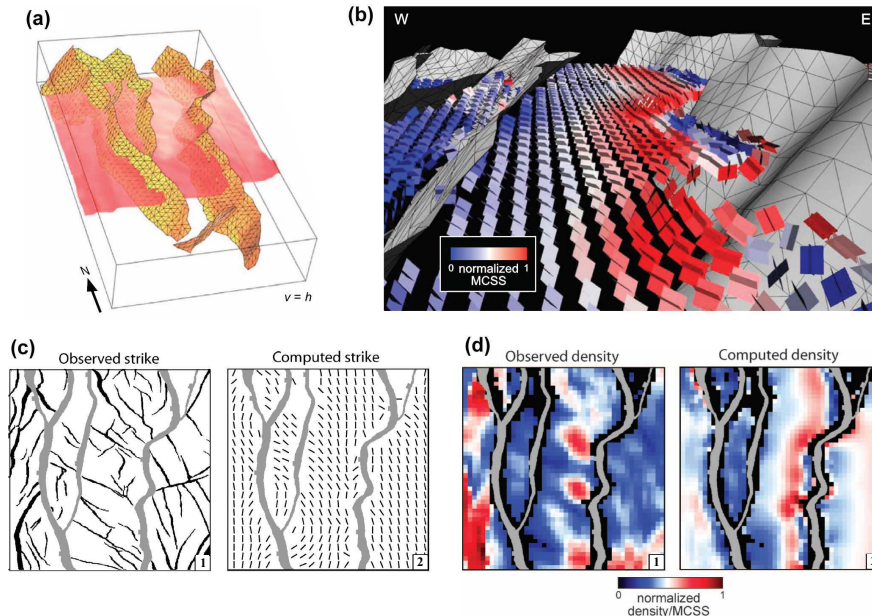 (a)
N
v = h
(b)
W
E
0 normalized 1
MCSS
(c)
Observed strike
Computed strike
1
2
(d)
Observed density
Computed density
1
0 normalized 1
density/MCSS